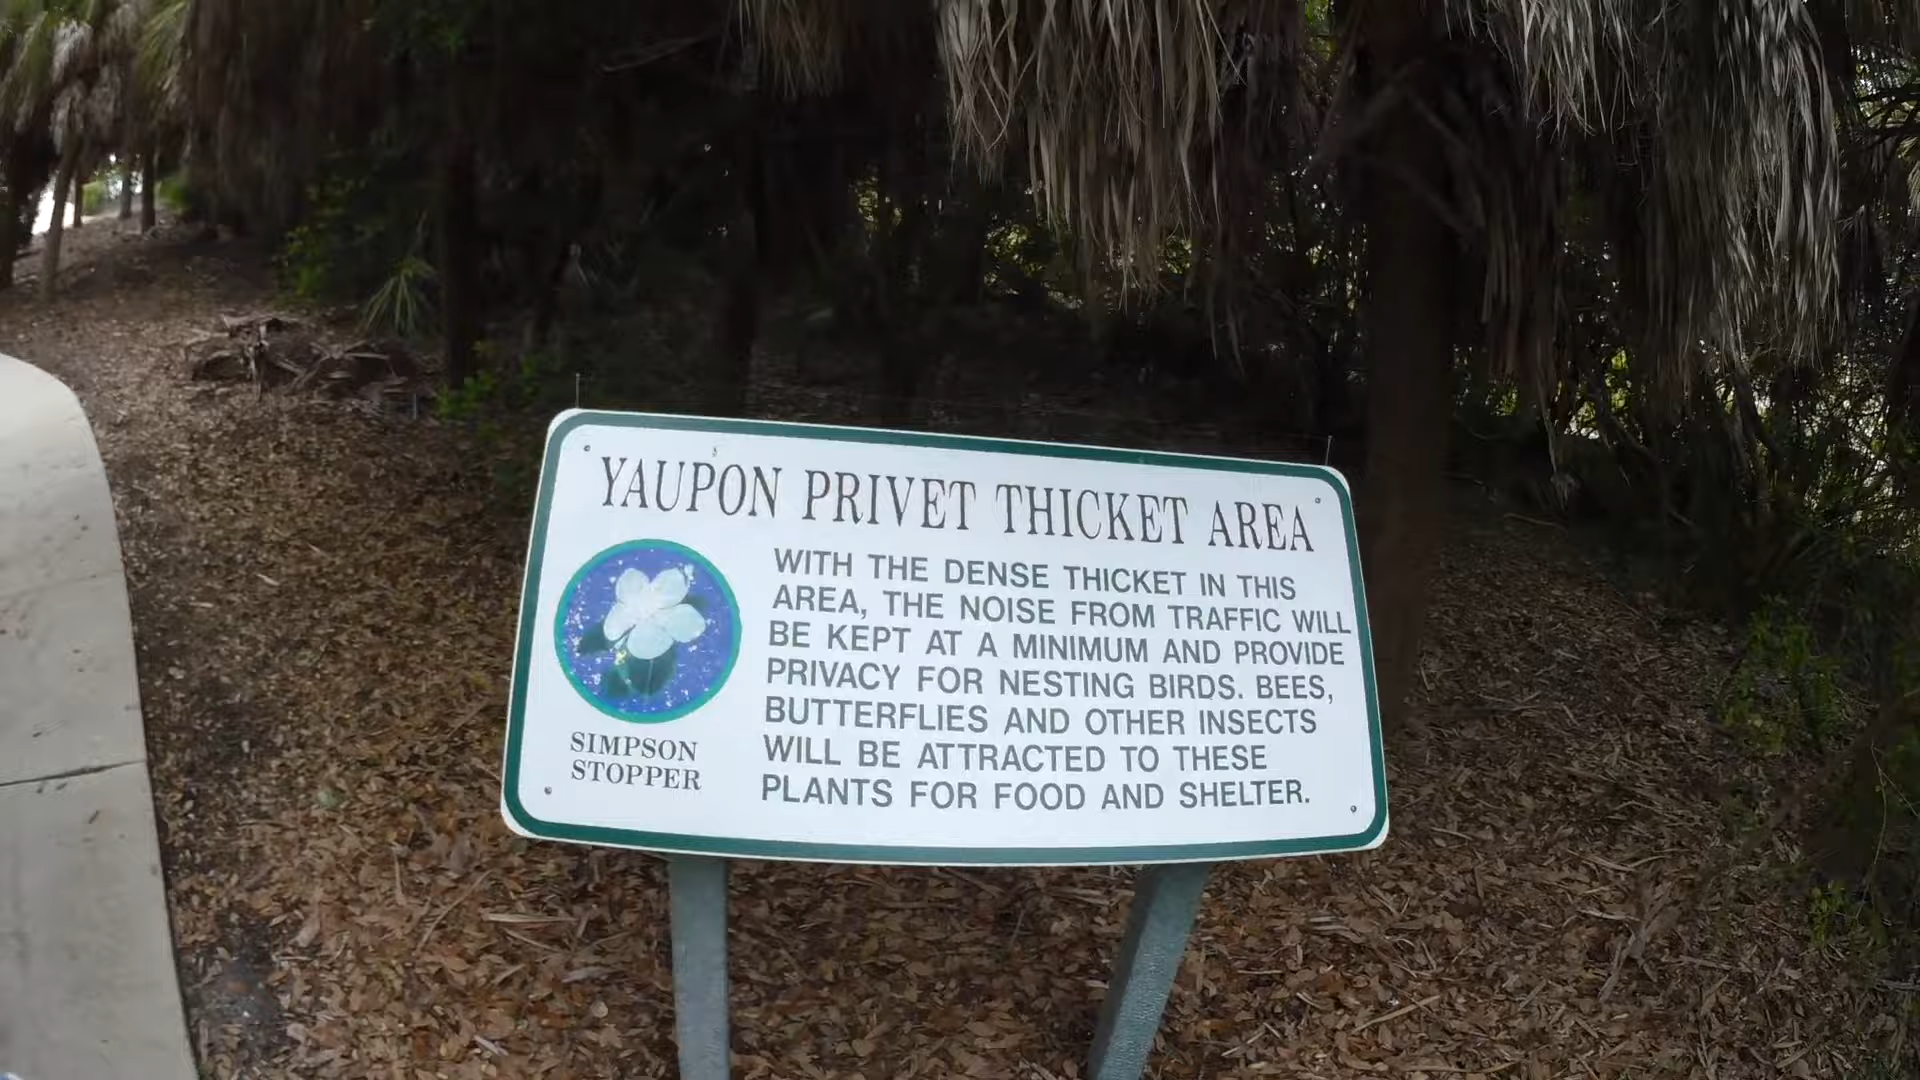 YAUPON PRIVET THICKET AREA
WITH THE DENSE THICKET IN THIS
AREA, THE NOISE FROM TRAFFIC WILL
BE KEPT AT A MINIMUM AND PROVIDE
PRIVACY FOR NESTING BIRDS. BEES,
BUTTERFLIES AND OTHER INSECTS
WILL BE ATTRACTED TO THESE
PLANTS FOR FOOD AND SHELTER.
SIMPSON
STOPPER